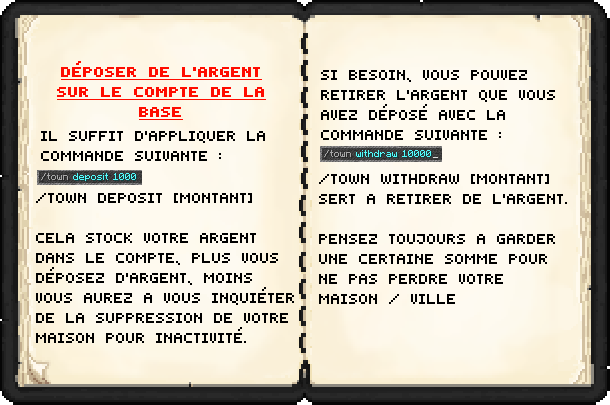 DÉPOSER DE L'ARGENT
SUR LE COMPTE DE LA
BASE
IL SUFFIT D'APPLIQUER LA
COMMANDE SUIVANTE :
/town deposit 1000
/TOWN DEPOSIT [MONTANT]
CELA STOCK VOTRE ARGENT
DANS LE COMPTE, PLUS VOUS
DÉPOSEZ D'ARGENT, MOINS
VOUS AUREZ A VOUS INQUIÉTER
DE LA SUPPRESSION DE VOTRE
MAISON POUR INACTIVITÉ.
SI BESOIN, VOUS POUVEZ
RETIRER L'ARGENT QUE VOUS
AVEZ DÉPOSÉ AVEC LA
COMMANDE SUIVANTE :
/town withdraw 10000_
/TOWN WITHDRAW [MONTANT]
SERT A RETIRER DE L'ARGENT.
PENSEZ TOUJOURS A GARDER
UNE CERTAINE SOMME POUR
NE PAS PERDRE VOTRE
MAISON / VILLE